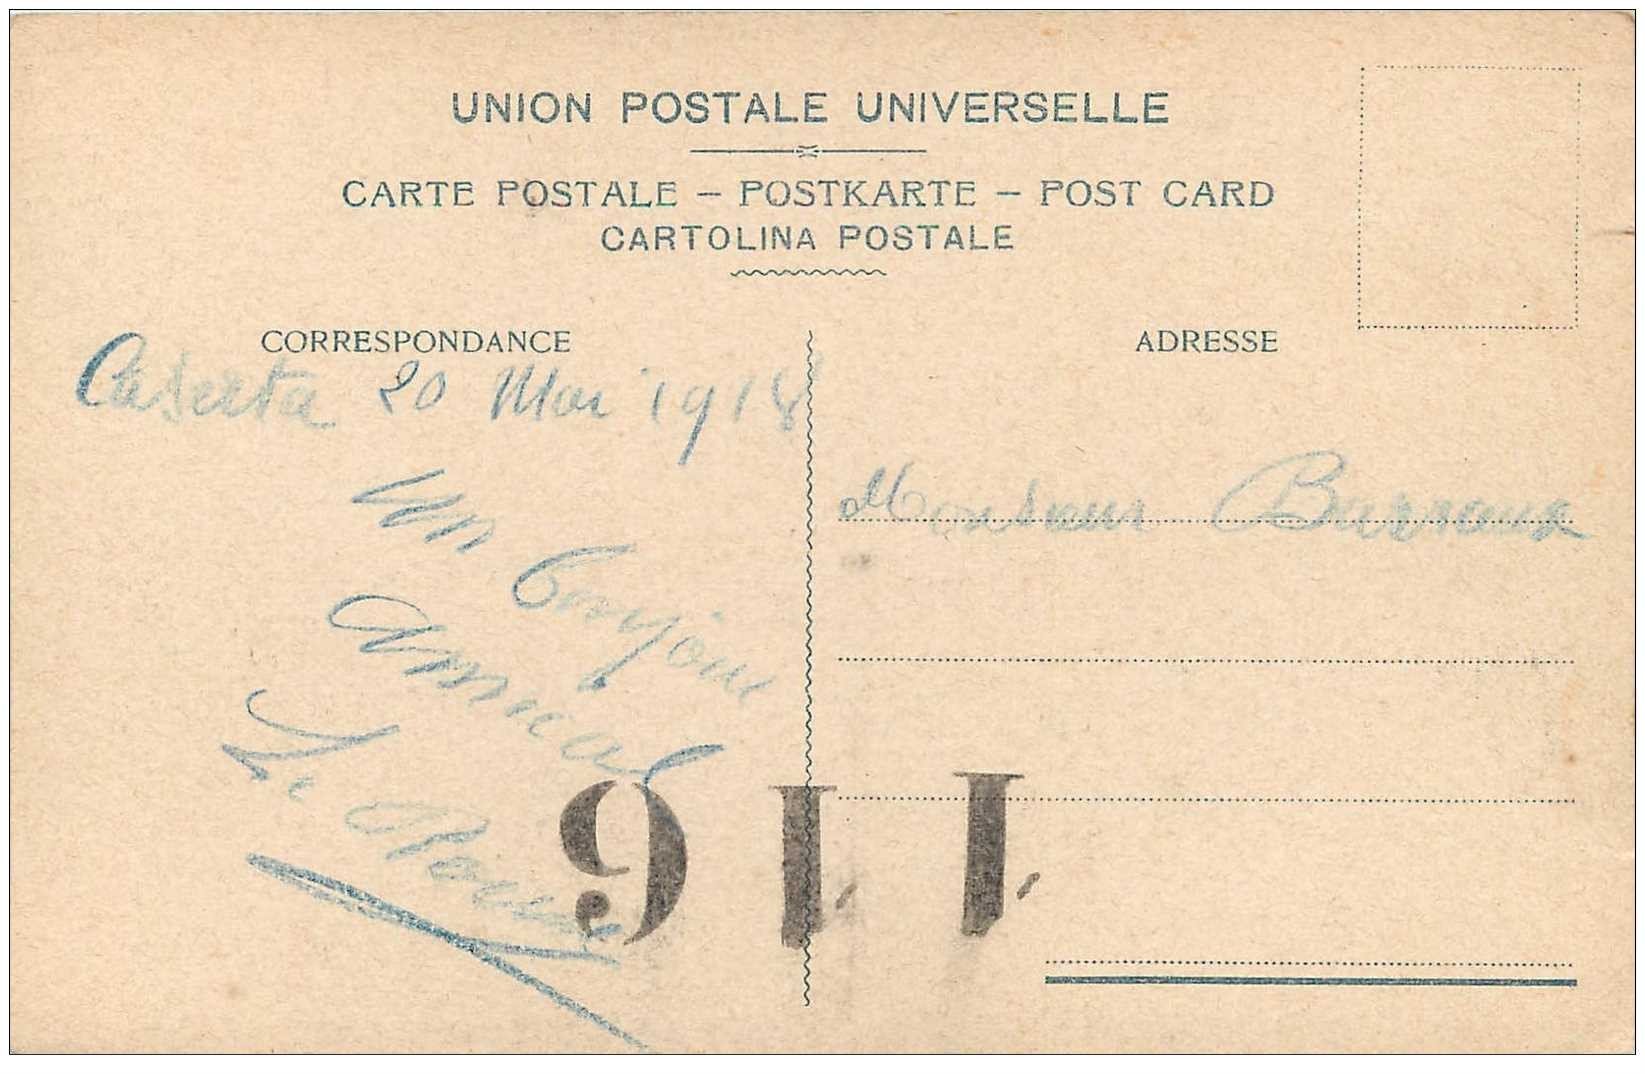 UNION POSTALE UNIVERSELLE
CARTE POSTALE – POSTKARTE – POST CARD
CARTOLINA POSTALE
CORRESPONDANCE
ADRESSE
Caserta 20 Mai 1918
un bonjour
amical
Monsieur Barraux
911